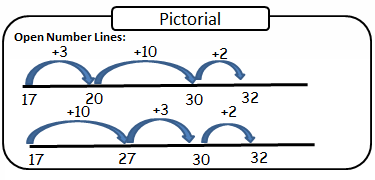 Pictorial
Open Number Lines:
+3 +10 +2
17 20 30 32
+10 +3 +2
17 27 30 32